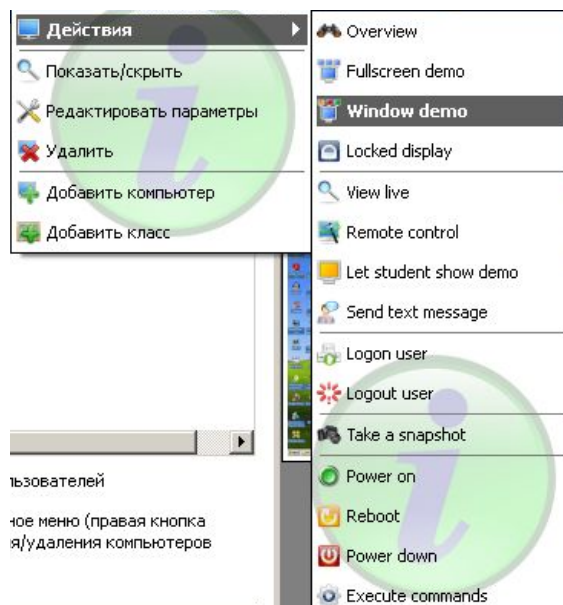 Действия
Показать/скрыть
Редактировать параметры
Удалить
Добавить компьютер
Добавить класс
Overview
Fullscreen demo
Window demo
Locked display
View live
Remote control
Let student show demo
Send text message
Logon user
Logout user
Take a snapshot
Power on
Reboot
Power down
Execute commands
льзователей
ное меню (правая кнопка
я/удаления компьютеров